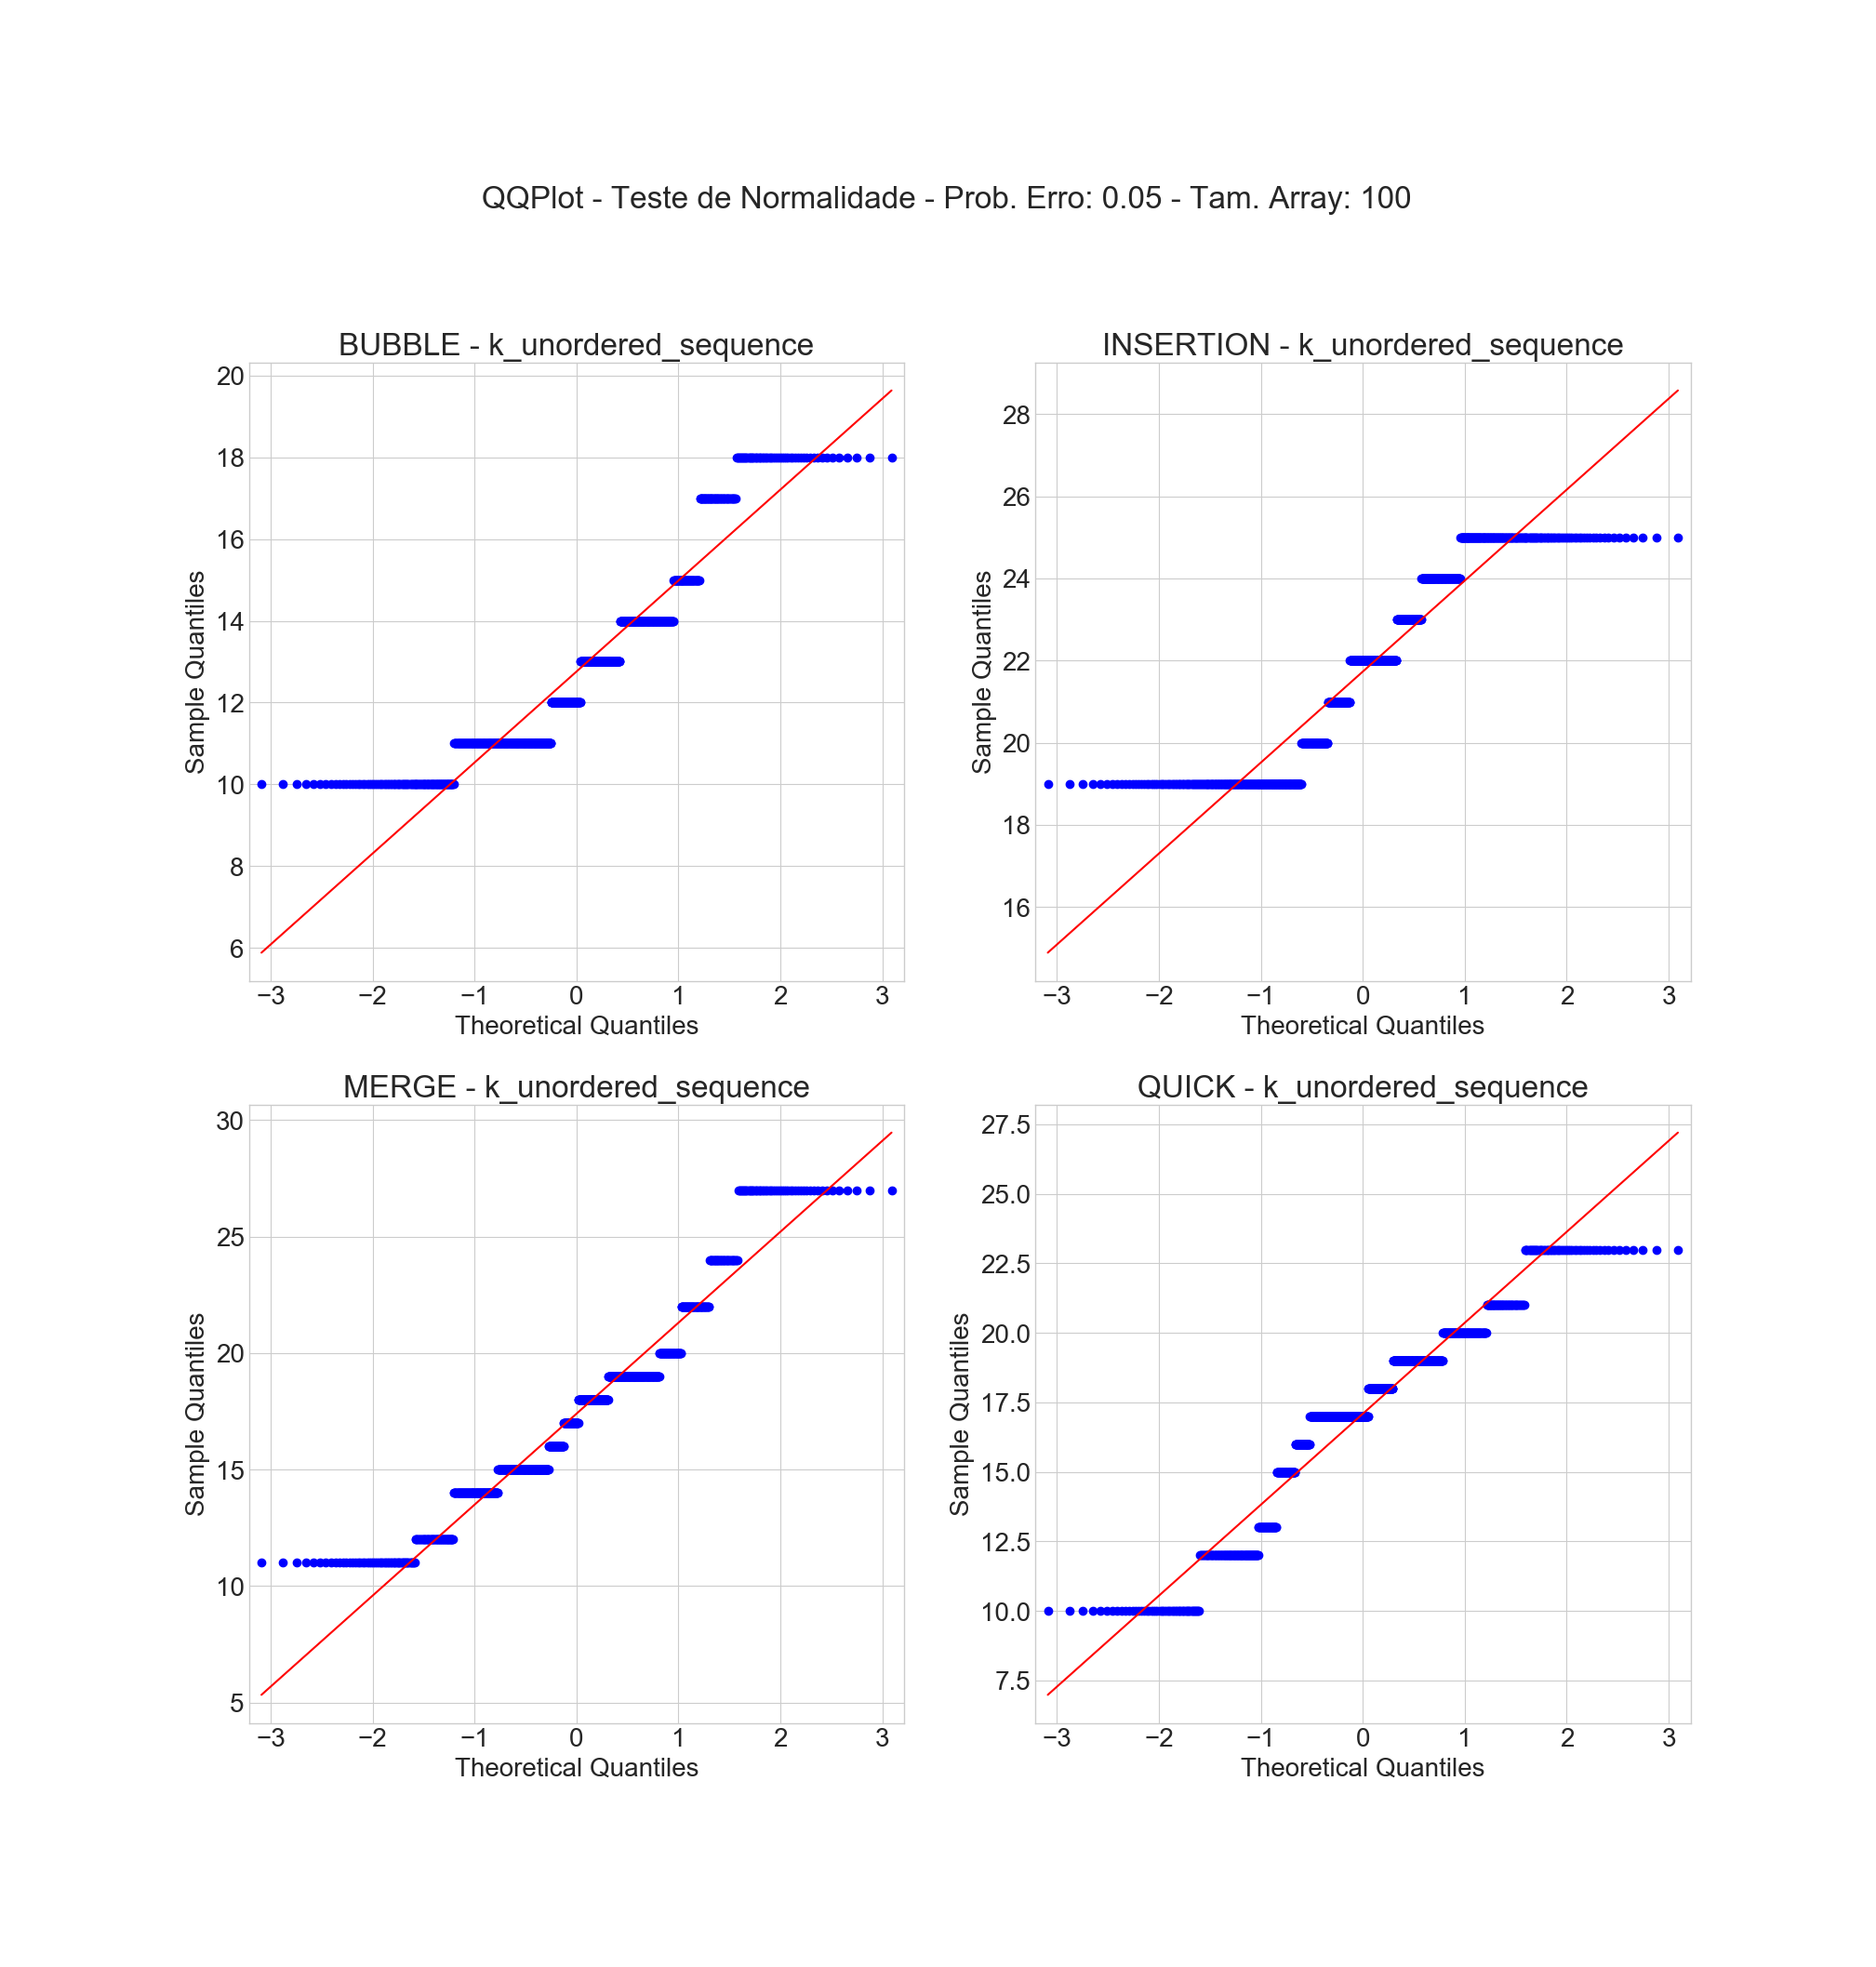 QQPlot - Teste de Normalidade - Prob. Erro: 0.05 - Tam. Array: 100
BUBBLE - k_unordered_sequence
20
18
16
14
12
10
8
6
Sample Quantiles
−3 −2 −1 0 1 2 3
Theoretical Quantiles
INSERTION - k_unordered_sequence
28
26
24
22
20
18
16
Sample Quantiles
−3 −2 −1 0 1 2 3
Theoretical Quantiles
MERGE - k_unordered_sequence
30
25
20
15
10
5
Sample Quantiles
−3 −2 −1 0 1 2 3
Theoretical Quantiles
QUICK - k_unordered_sequence
27.5
25.0
22.5
20.0
17.5
15.0
12.5
10.0
7.5
Sample Quantiles
−3 −2 −1 0 1 2 3
Theoretical Quantiles